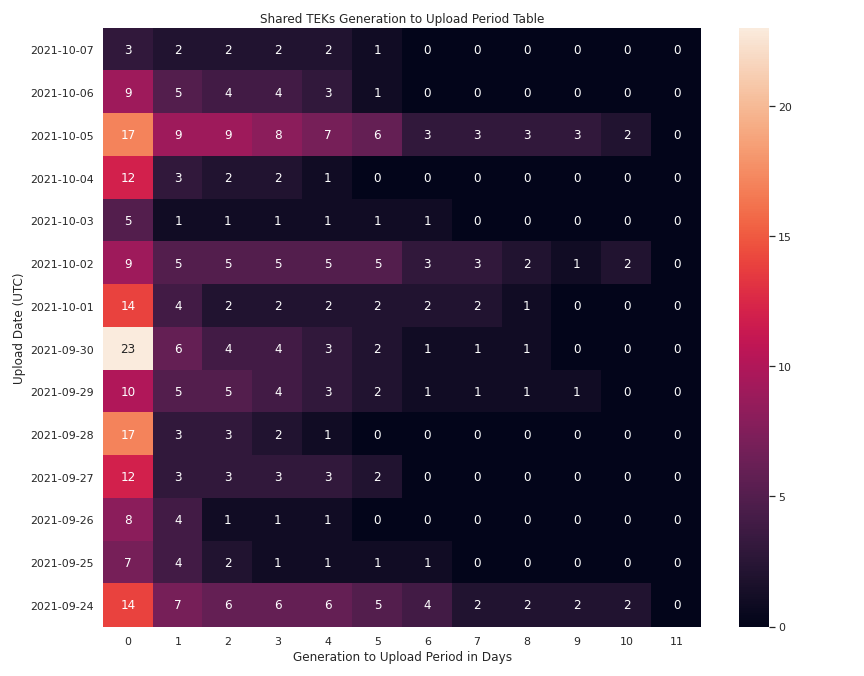 Shared TEKs Generation to Upload Period Table
Upload Date (UTC)
2021-10-07 3 2 2 2 2 1 0 0 0 0 0 0
2021-10-06 9 5 4 4 3 1 0 0 0 0 0 0
2021-10-05 17 9 9 8 7 6 3 3 3 3 2 0
2021-10-04 12 3 2 2 1 0 0 0 0 0 0 0
2021-10-03 5 1 1 1 1 1 1 0 0 0 0 0
2021-10-02 9 5 5 5 5 5 3 3 2 1 2 0
2021-10-01 14 4 2 2 2 2 2 2 1 0 0 0
2021-09-30 23 6 4 4 3 2 1 1 1 0 0 0
2021-09-29 10 5 5 4 3 2 1 1 1 1 0 0
2021-09-28 17 3 3 2 1 0 0 0 0 0 0 0
2021-09-27 12 3 3 3 3 2 0 0 0 0 0 0
2021-09-26 8 4 1 1 1 0 0 0 0 0 0 0
2021-09-25 7 4 2 1 1 1 1 0 0 0 0 0
2021-09-24 14 7 6 6 6 5 4 2 2 2 2 0
0 1 2 3 4 5 6 7 8 9 10 11
Generation to Upload Period in Days
20
15
10
5
0